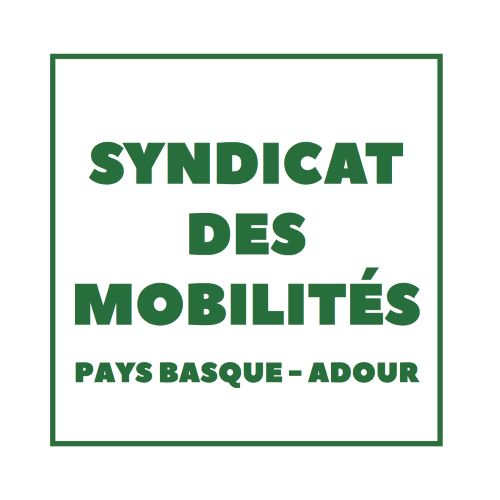 SYNDICAT
DES
MOBILITÉS
PAYS BASQUE - ADOUR